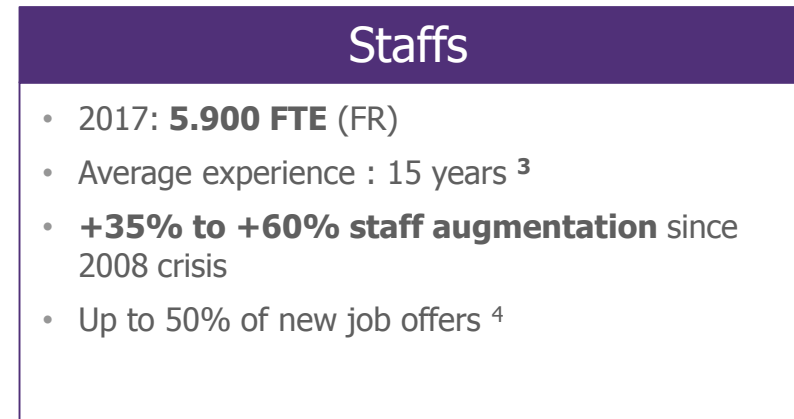 Staffs
• 2017: 5.900 FTE (FR)
• Average experience : 15 years ³
• +35% to +60% staff augmentation since
2008 crisis
• Up to 50% of new job offers ⁴